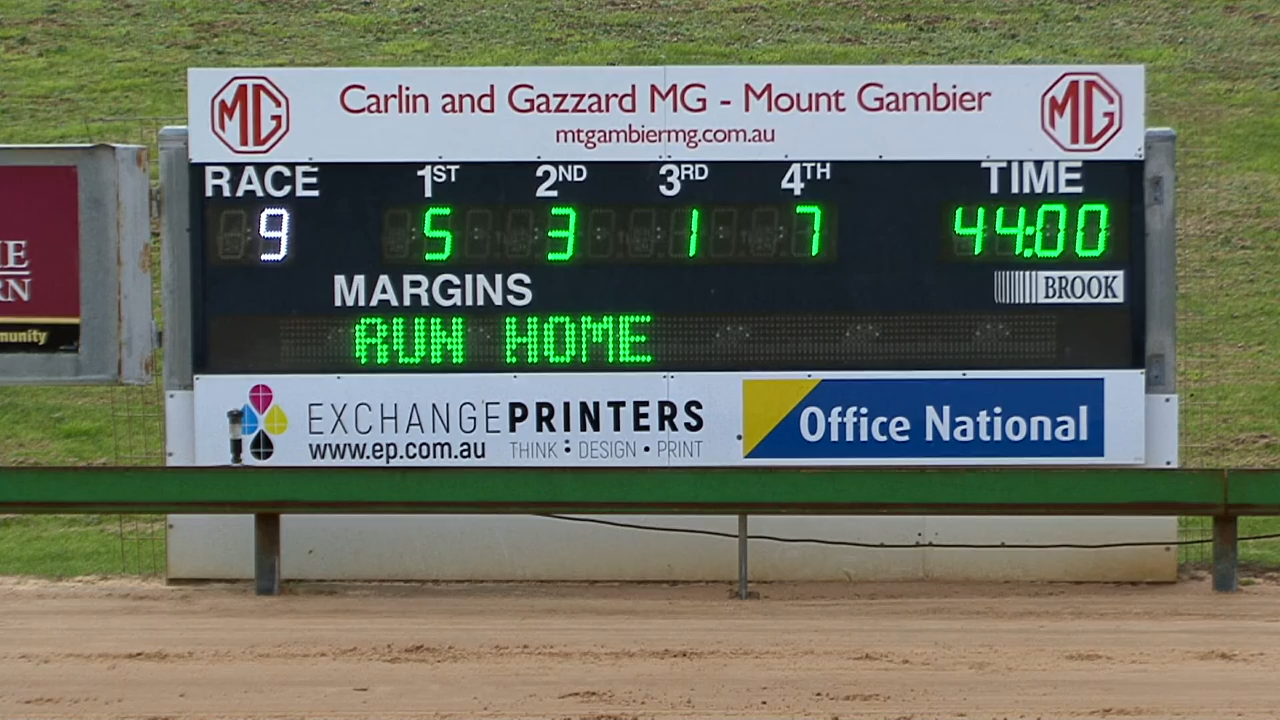 MG
Carlin and Gazzard MG - Mount Gambier
MG
mtgambiermg.com.au
RACE 1ST 2ND 3RD 4TH TIME
9 5 3 1 7 44:00
MARGINS
BROOK
RUN HOME
EXCHANGEPRINTERS
www.ep.com.au THINK : DESIGN • PRINT
Office National